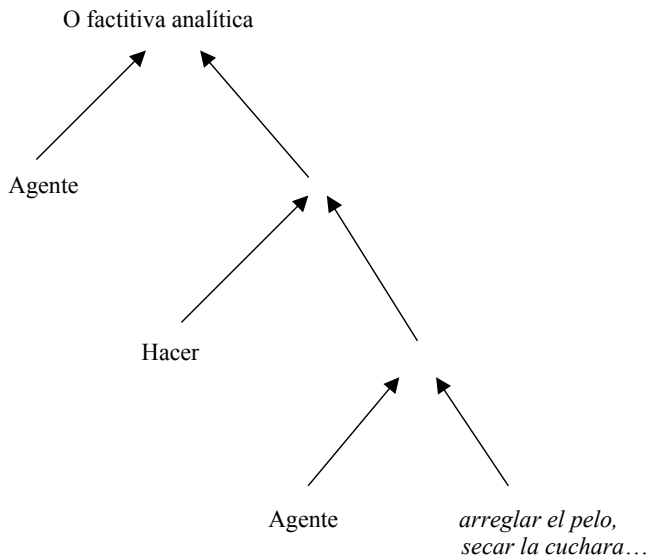 O factitiva analítica
Agente
Hacer
Agente
arreglar el pelo,
secar la cuchara…